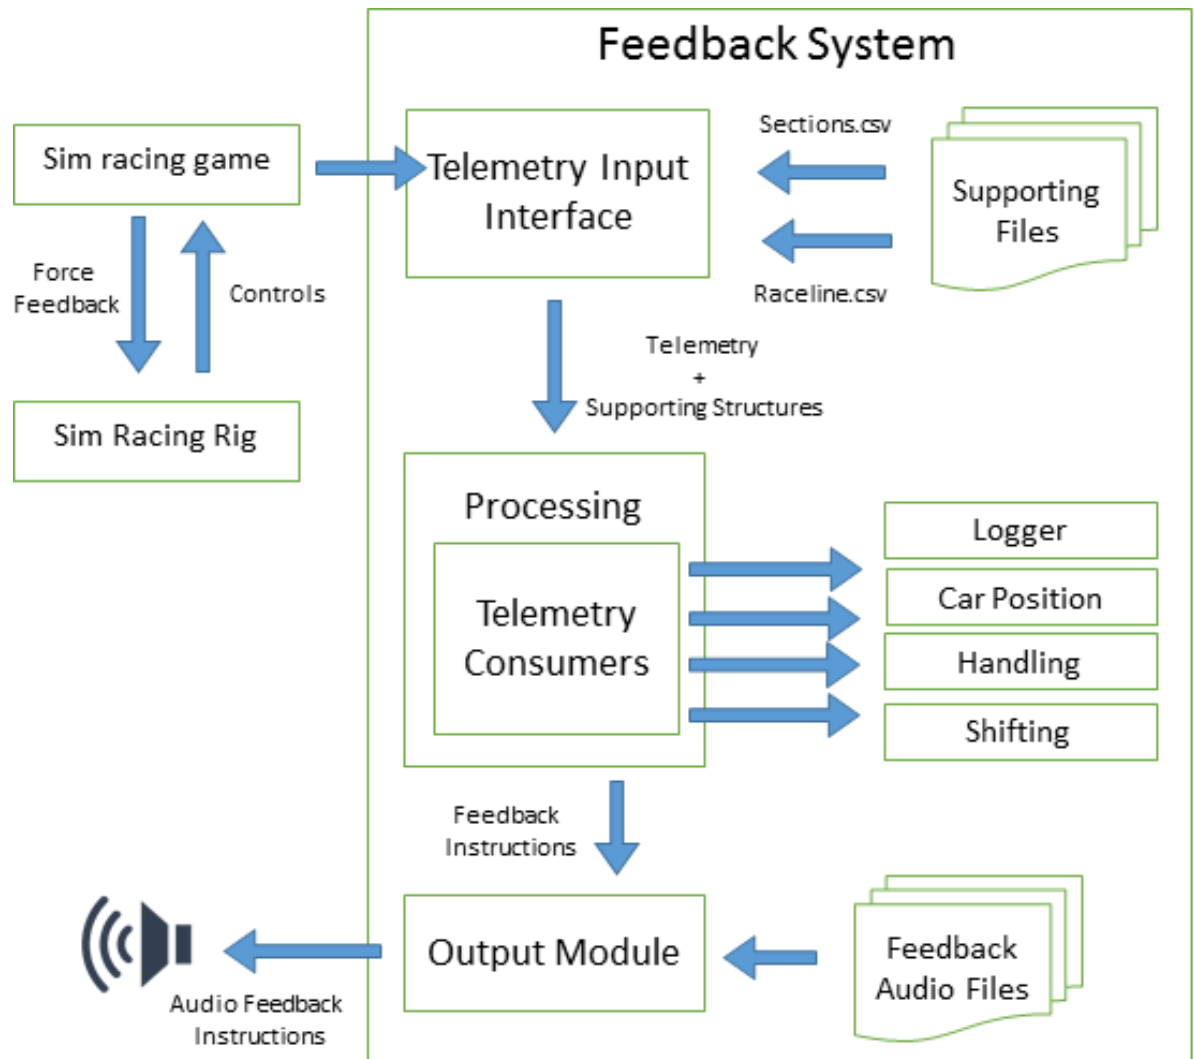 Feedback System
Sim racing game
Telemetry Input
Interface
Sections.csv
Supporting
Files
Raceline.csv
Force
Feedback
Controls
Telemetry
+
Supporting Structures
Sim Racing Rig
Processing
Telemetry
Consumers
Logger
Car Position
Handling
Shifting
Feedback
Instructions
Output Module
Feedback
Audio Files
Audio Feedback
Instructions